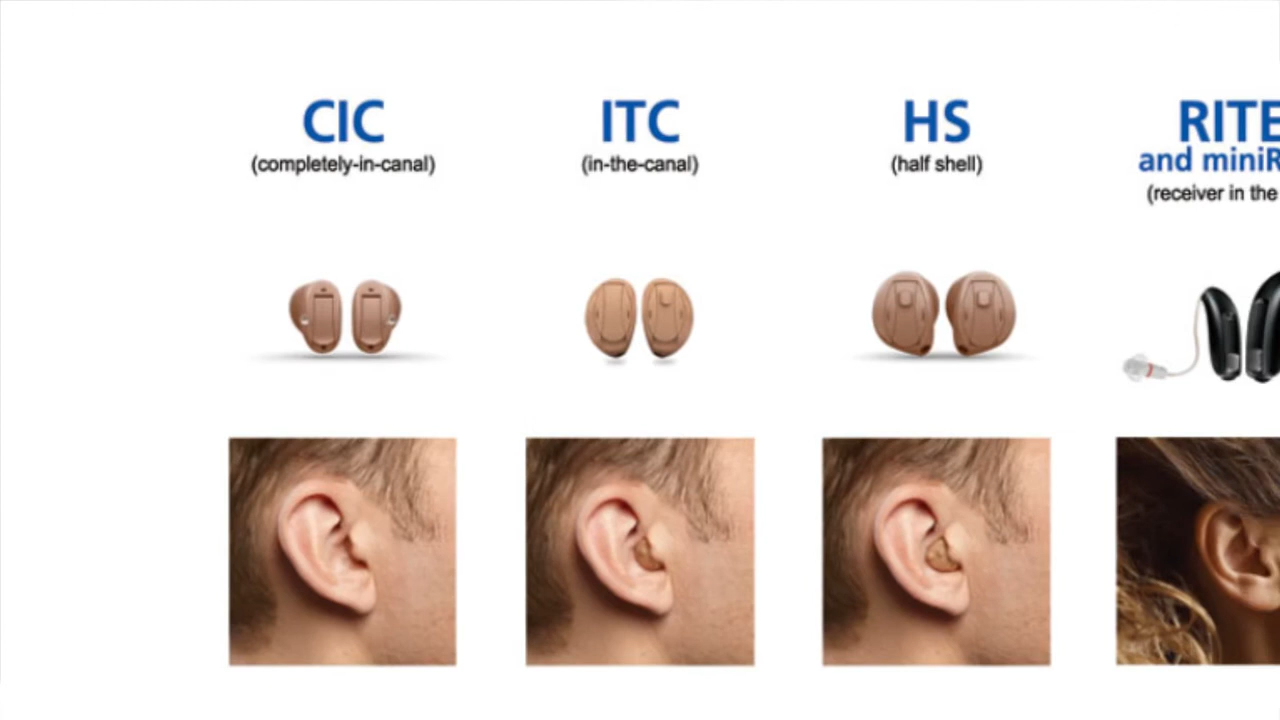 CIC
(completely-in-canal)
ITC
(in-the-canal)
HS
(half shell)
RITE
and miniR
(receiver in the